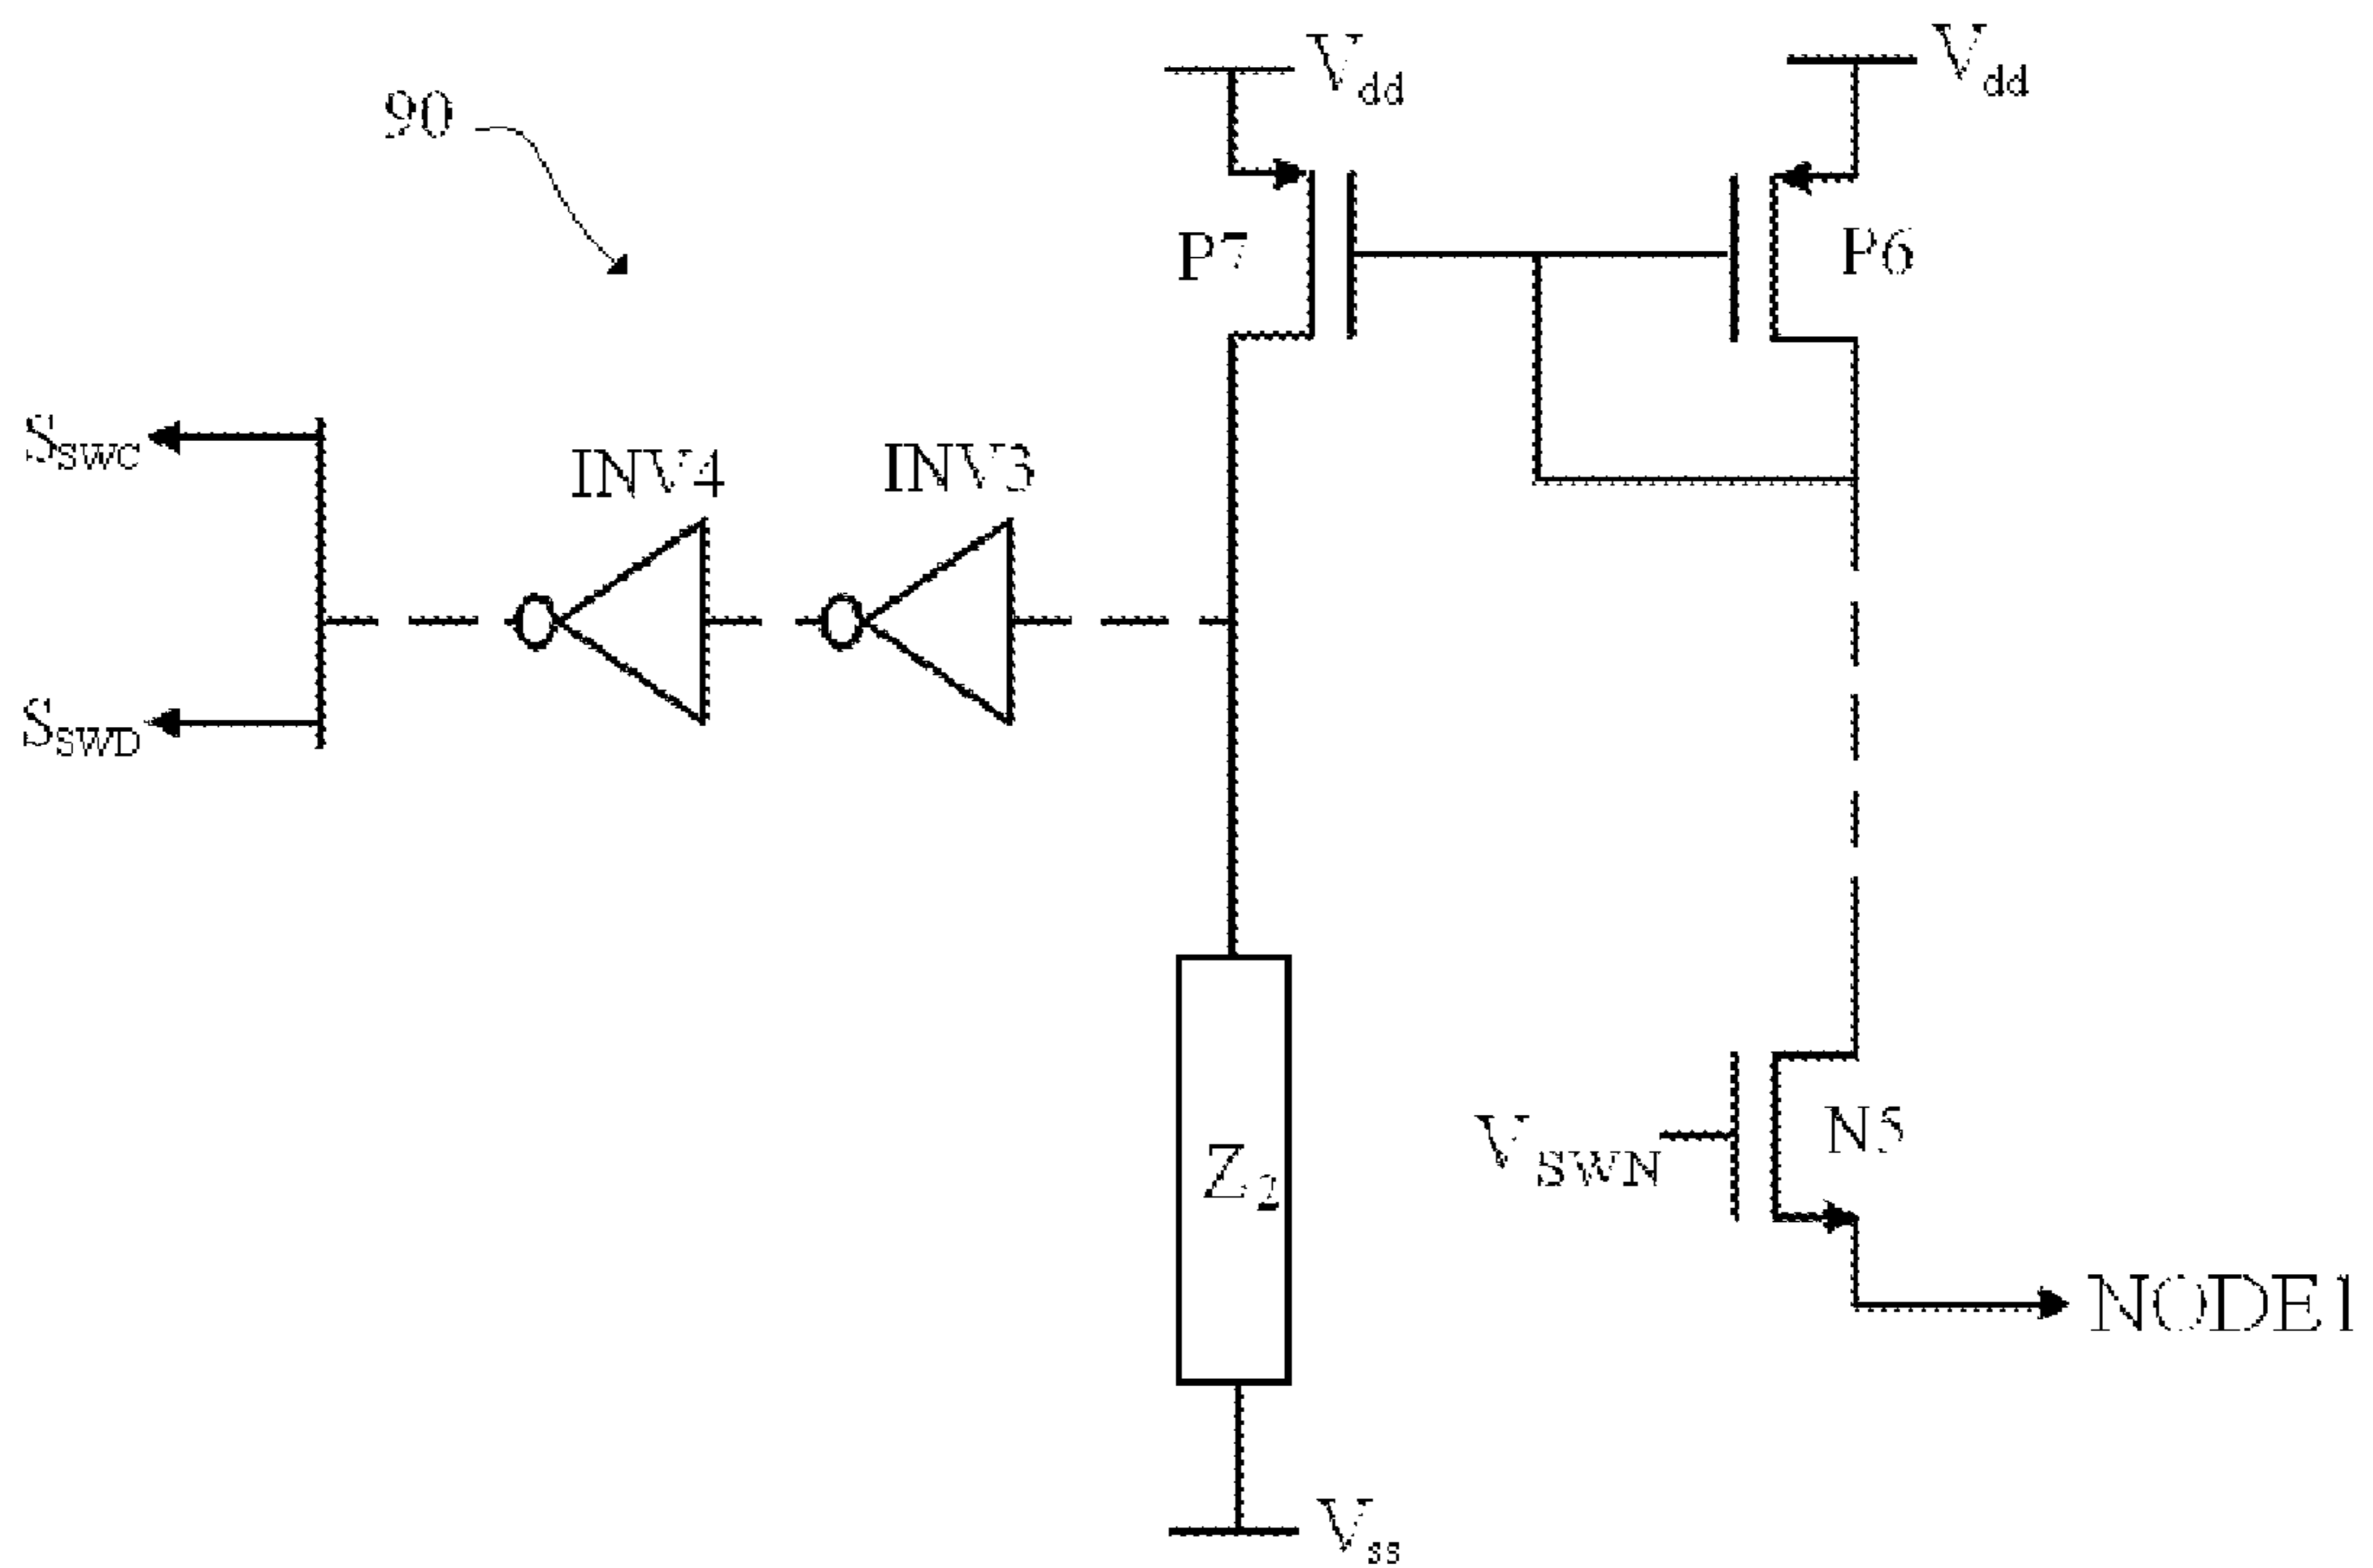 90
Vdd
Vdd
P7
P6
SSWC
INV4
INV3
SSWD
Z2
VSWN
N5
NODE1
Vss